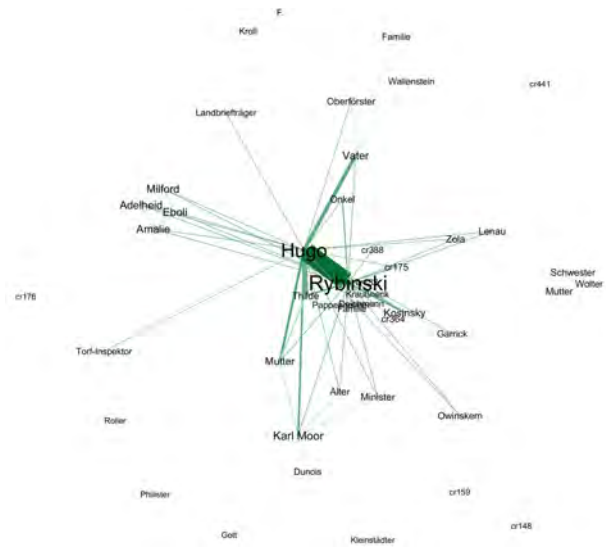 F.
Kroll
Familie
Wallenstein
cr441
Oberförster
Landbriefträger
Vater
Milford
Onkel
Adelheid
Eboli
Amalie
Lenau
Zola
Hugo
cr388
cr175
Rybinski
Schwester
Wolter
Mutter
cr176
Thilde
Familie
Kosinsky
cr364
Garrick
Torf-Inspektor
Mutter
Alter
Minister
Owinskem
Roller
Karl Moor
Duncis
Philister
cr159
cr148
Gott
Kleinstädter